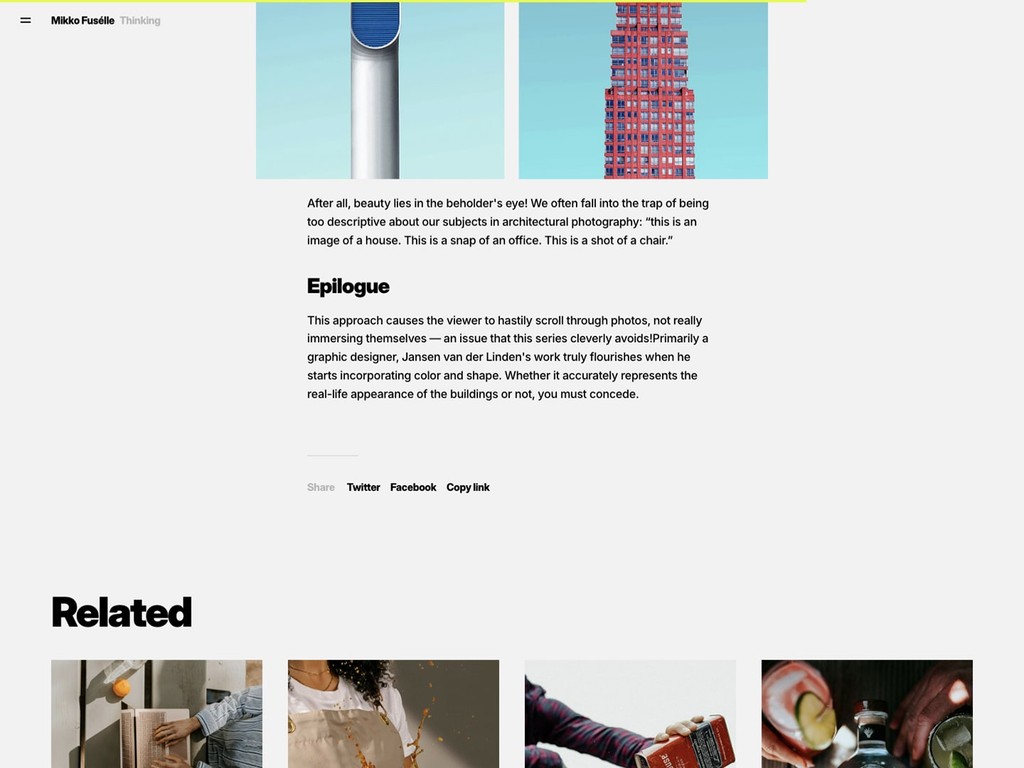 Mikko Fusélle Thinking
After all, beauty lies in the beholder's eye! We often fall into the trap of being
too descriptive about our subjects in architectural photography: “this is an
image of a house. This is a snap of an office. This is a shot of a chair.”
Epilogue
This approach causes the viewer to hastily scroll through photos, not really
immersing themselves — an issue that this series cleverly avoids!Primarily a
graphic designer, Jansen van der Linden's work truly flourishes when he
starts incorporating color and shape. Whether it accurately represents the
real-life appearance of the buildings or not, you must concede.
Share Twitter Facebook Copy link
Related